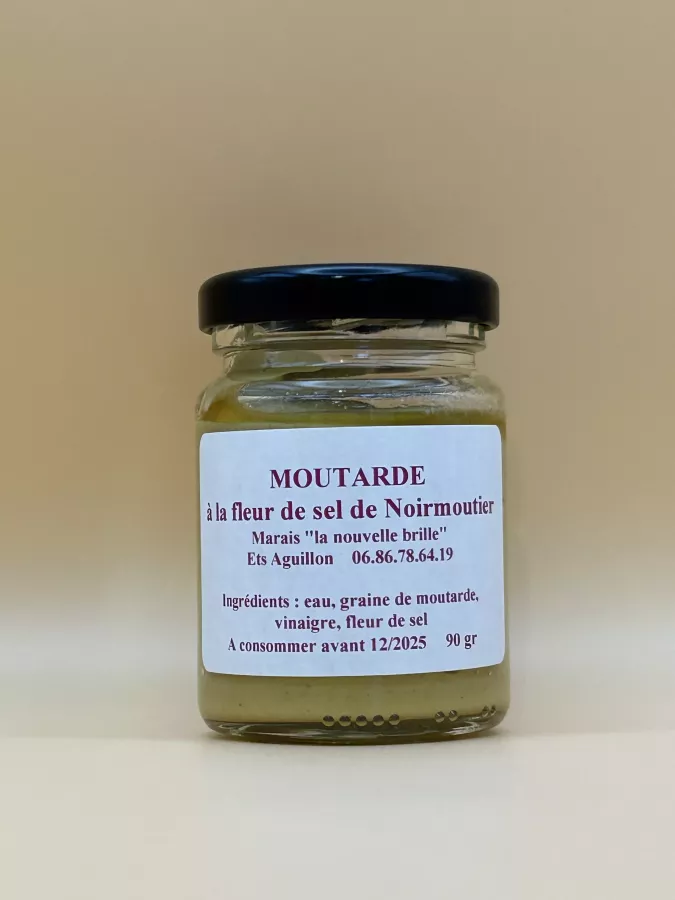 MOUTARDE
à la fleur de sel de Noirmoutier
Marais "la nouvelle brille"
Ets Aguillon 06.86.78.64.19
Ingrédients : eau, graine de moutarde,
vinaigre, fleur de sel
A consommer avant 12/2025 90 gr